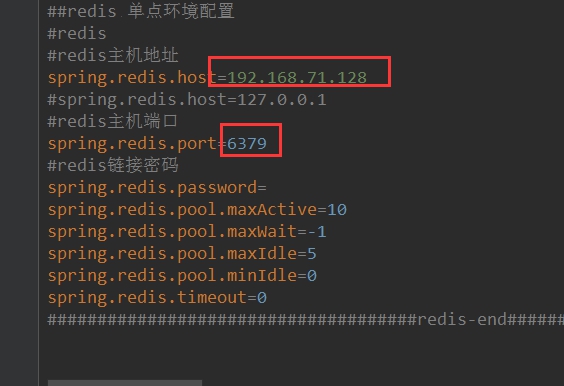 ##redis 单点环境配置
#redis
#redis主机地址
spring.redis.host=192.168.71.128
#spring.redis.host=127.0.0.1
#redis主机端口
spring.redis.port=6379
#redis链接密码
spring.redis.password=
spring.redis.pool.maxActive=10
spring.redis.pool.maxWait=-1
spring.redis.pool.maxIdle=5
spring.redis.pool.minIdle=0
spring.redis.timeout=0
#####################################redis-end#######